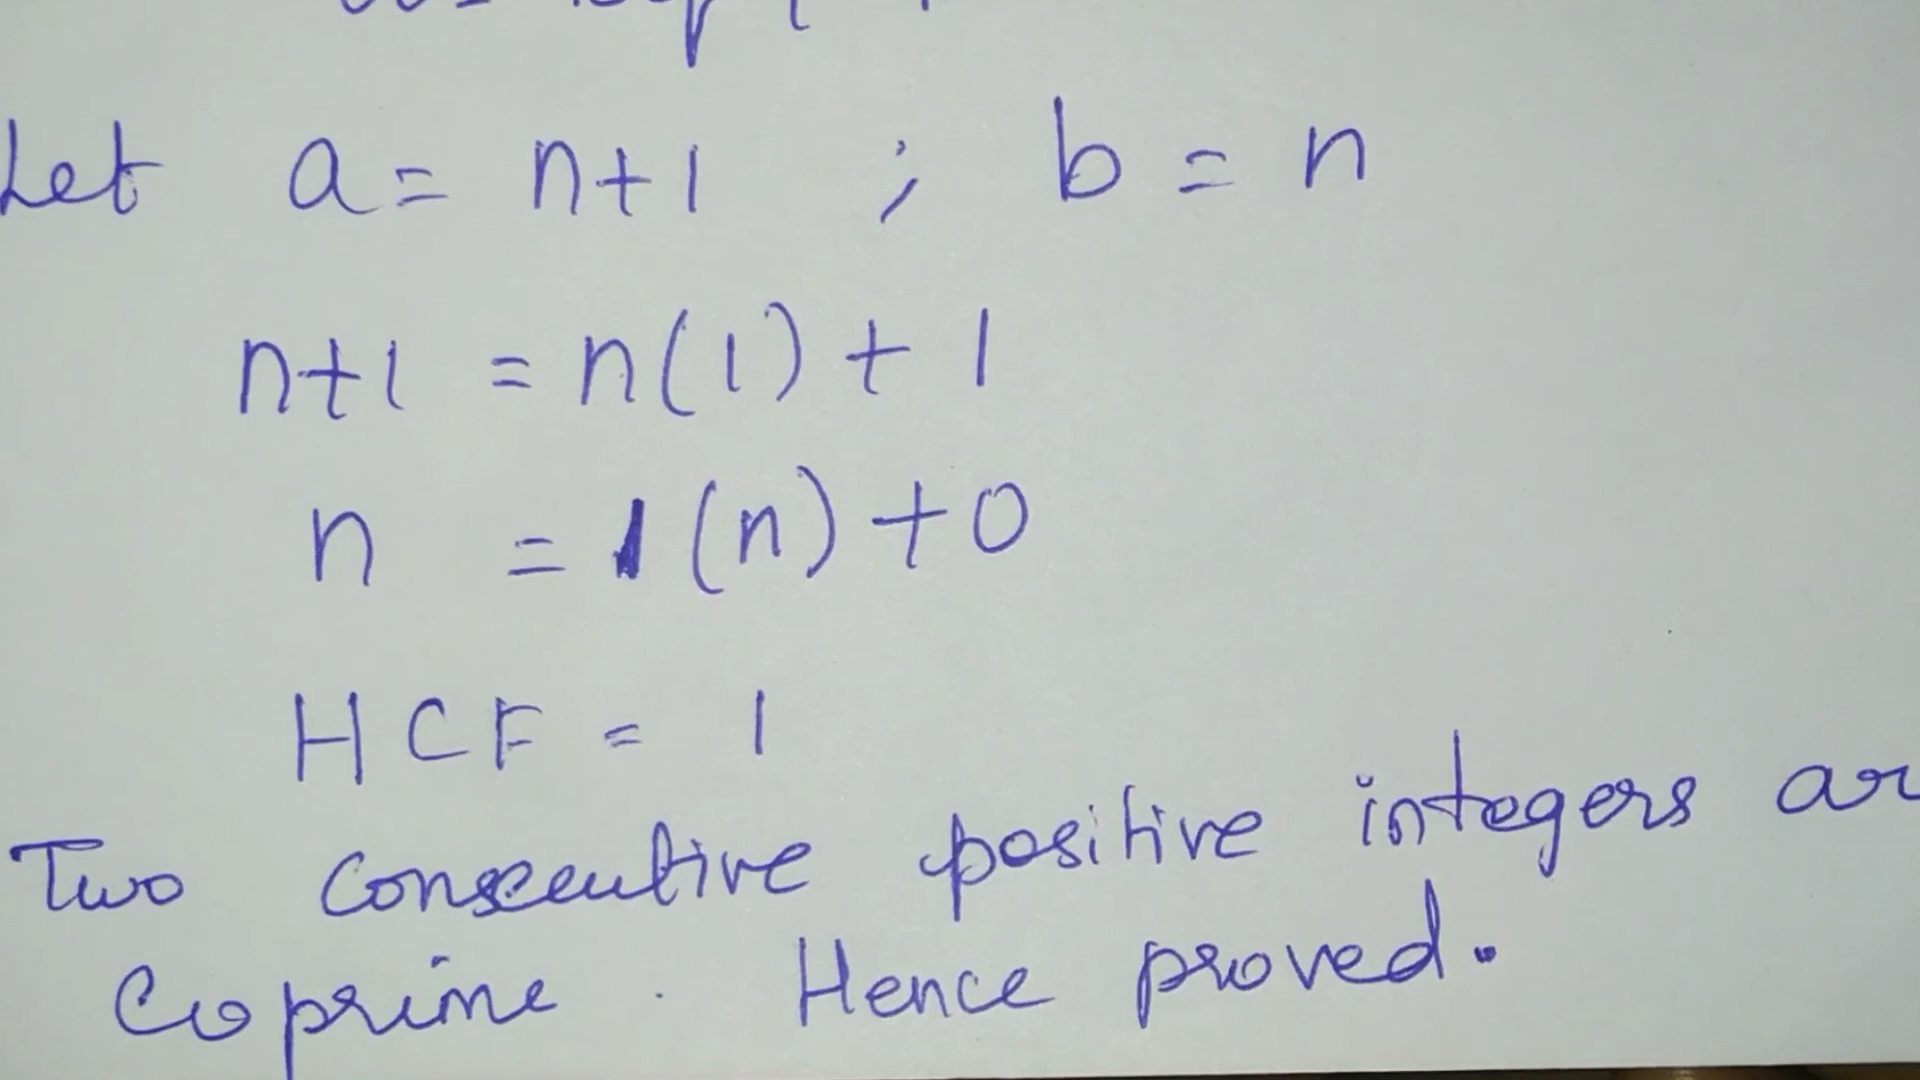 Let a = n+1 ; b = n
n+1 = n(1) + 1
n = 1(n) + 0
HCF = 1
Two consecutive positive integers ar
Coprime. Hence proved.